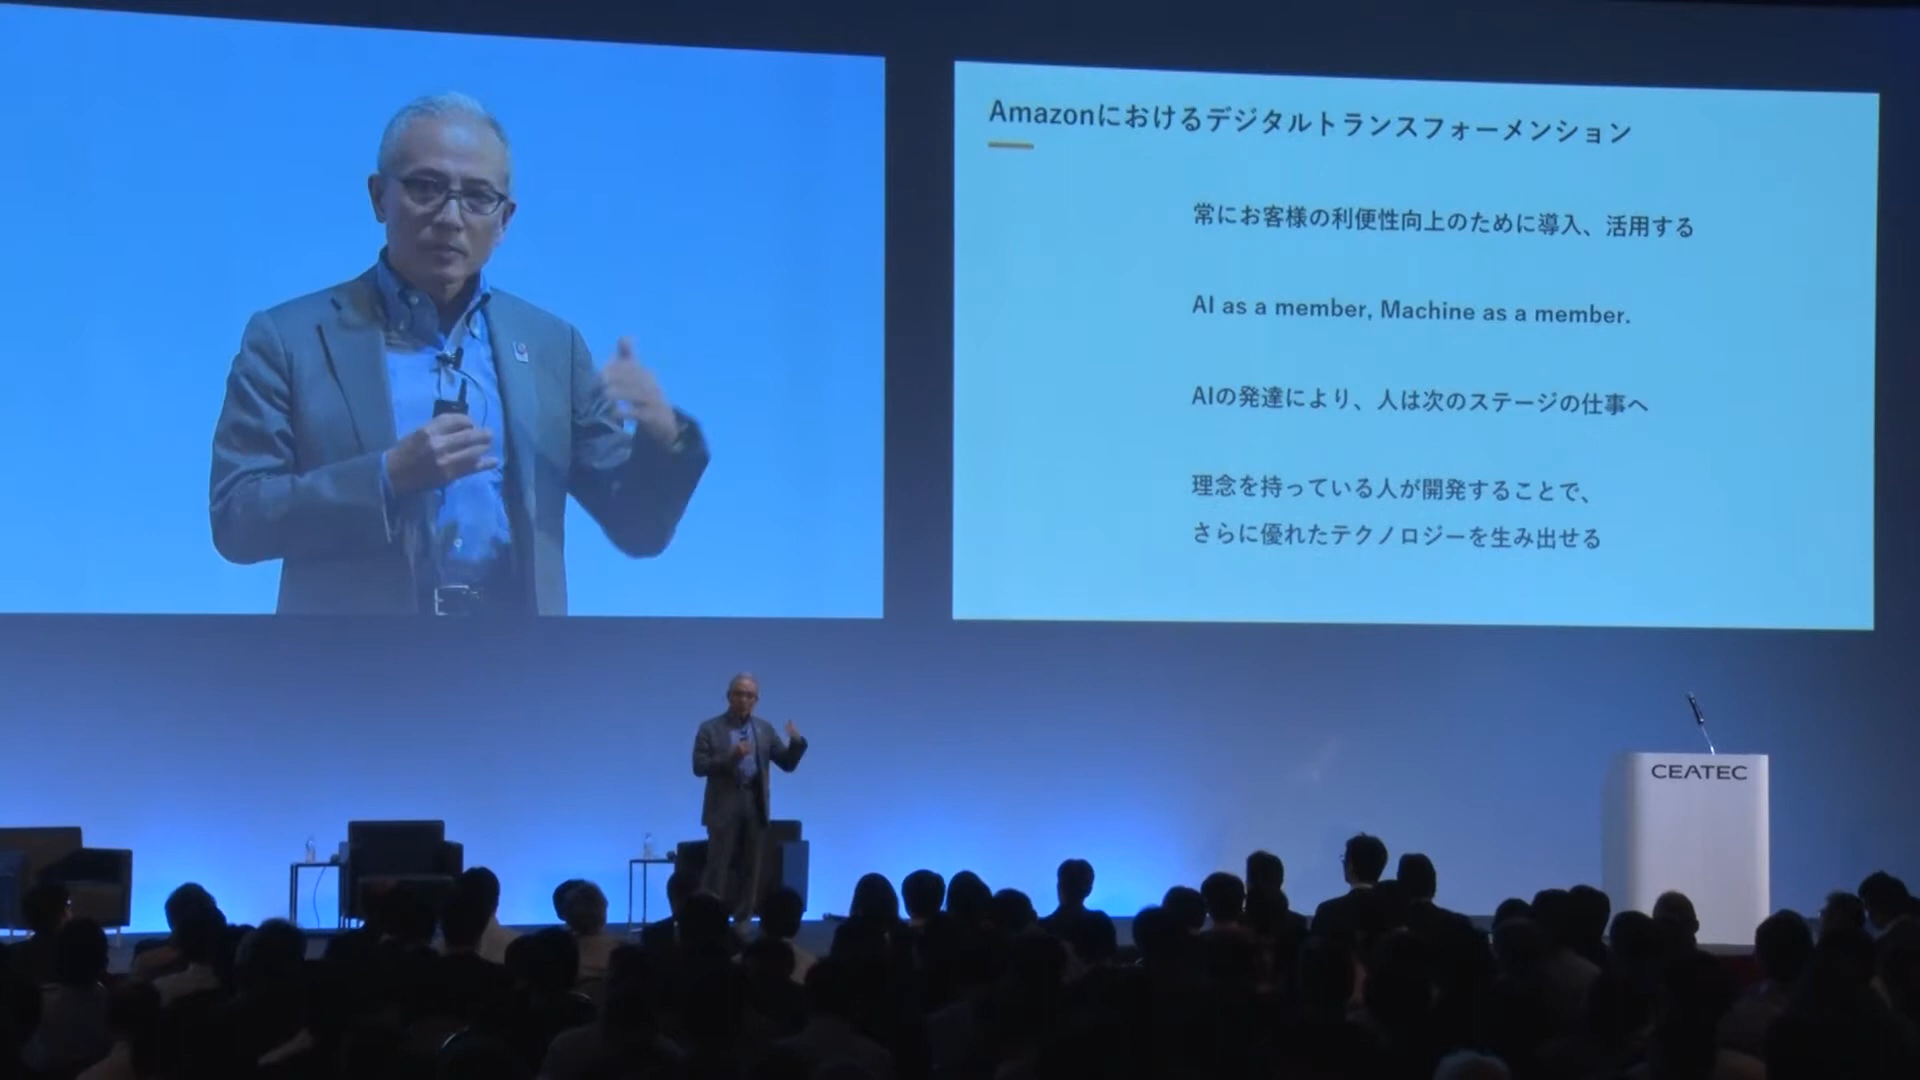 Amazonにおけるデジタルトランスフォーメンション
常にお客様の利便性向上のために導入、活用する
AI as a member, Machine as a member.
AIの発達により、人は次のステージの仕事へ
理念を持っている人が開発することで、
さらに優れたテクノロジーを生み出せる
CEATEC